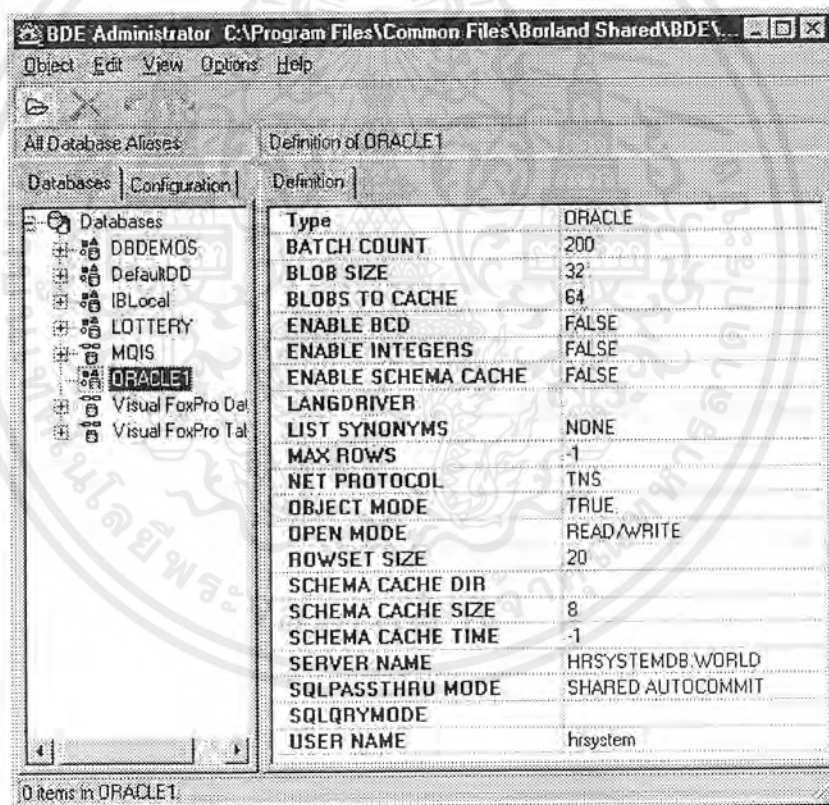 BDE Administrator C:\Program Files\Common Files\Borland Shared\BDE\...
Object Edit View Options Help
All Database Aliases
Definition of ORACLE1
Databases Configuration
Definition
Databases
DBDEMOS
DefaultDD
IBLocal
LOTTERY
MQIS
ORACLE1
Visual FoxPro Dat
Visual FoxPro Tal
Type ORACLE
BATCH COUNT 200
BLOB SIZE 32
BLOBS TO CACHE 64
ENABLE BCD FALSE
ENABLE INTEGERS FALSE
ENABLE SCHEMA CACHE FALSE
LANGDRIVER
LIST SYNONYMS NONE
MAX ROWS -1
NET PROTOCOL TNS
OBJECT MODE TRUE
OPEN MODE READ/WRITE
ROWSET SIZE 20
SCHEMA CACHE DIR
SCHEMA CACHE SIZE 8
SCHEMA CACHE TIME -1
SERVER NAME HRSYSTEMDB.WORLD
SQLPASSTHRU MODE SHARED AUTOCOMMIT
SQLQRYMODE
USER NAME hrsystem
0 items in ORACLE1.